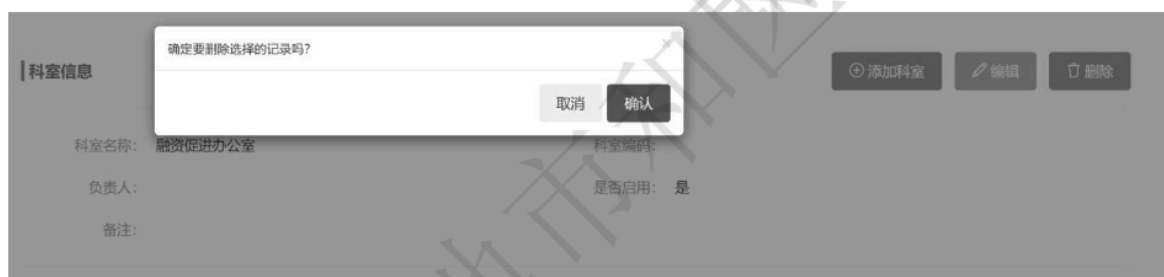 确定要删除选择的记录吗?
×
取消 确认
科室信息
添加科室 编辑 删除
科室名称: 融资促进办公室 科室编码:
负责人: 是否启用: 是
备注: